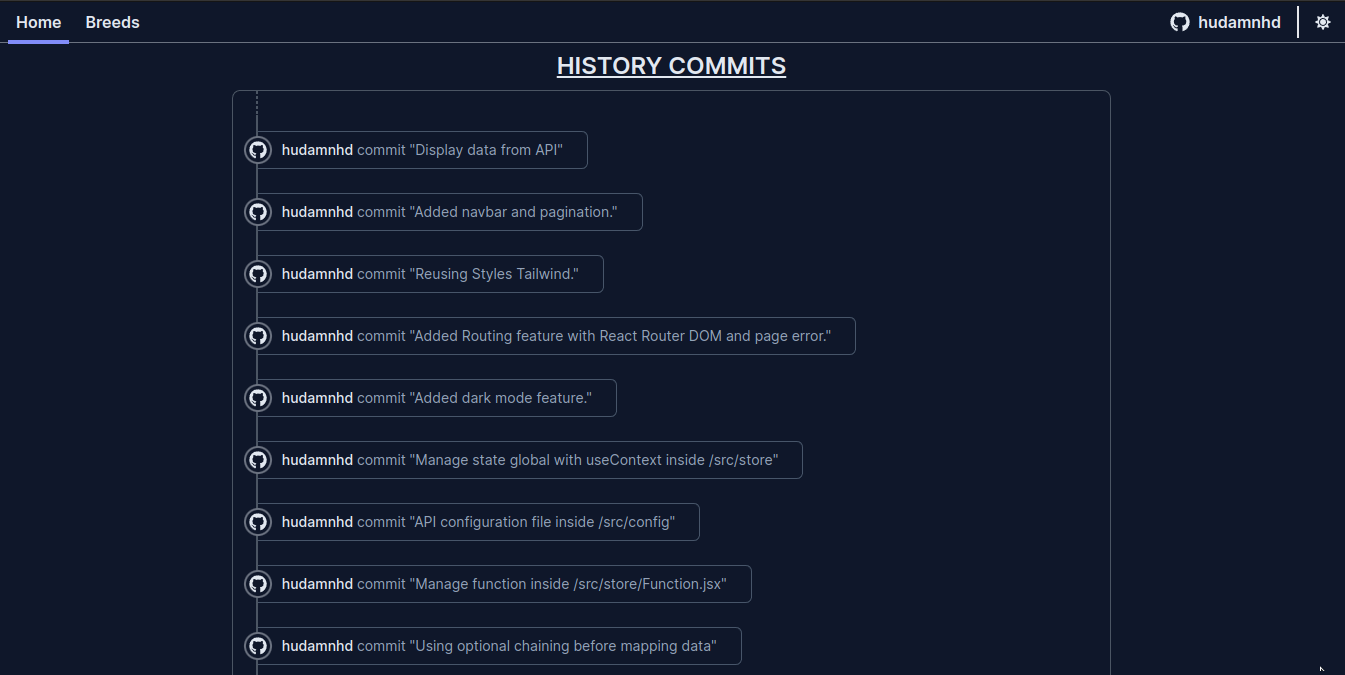 Home Breeds hudamnhd
HISTORY COMMITS
hudamnhd commit "Display data from API"
hudamnhd commit "Added navbar and pagination."
hudamnhd commit "Reusing Styles Tailwind."
hudamnhd commit "Added Routing feature with React Router DOM and page error."
hudamnhd commit "Added dark mode feature."
hudamnhd commit "Manage state global with useContext inside /src/store"
hudamnhd commit "API configuration file inside /src/config"
hudamnhd commit "Manage function inside /src/store/Function.jsx"
hudamnhd commit "Using optional chaining before mapping data"